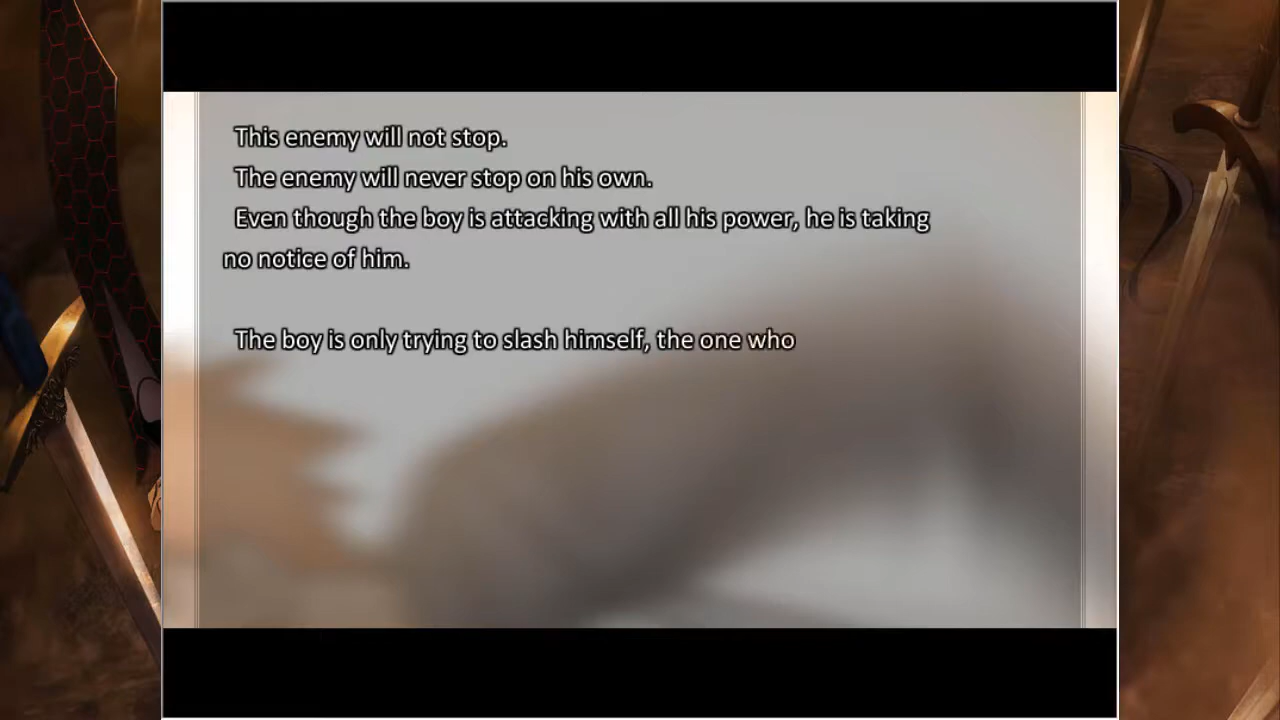 This enemy will not stop.
The enemy will never stop on his own.
Even though the boy is attacking with all his power, he is taking
no notice of him.
The boy is only trying to slash himself, the one who